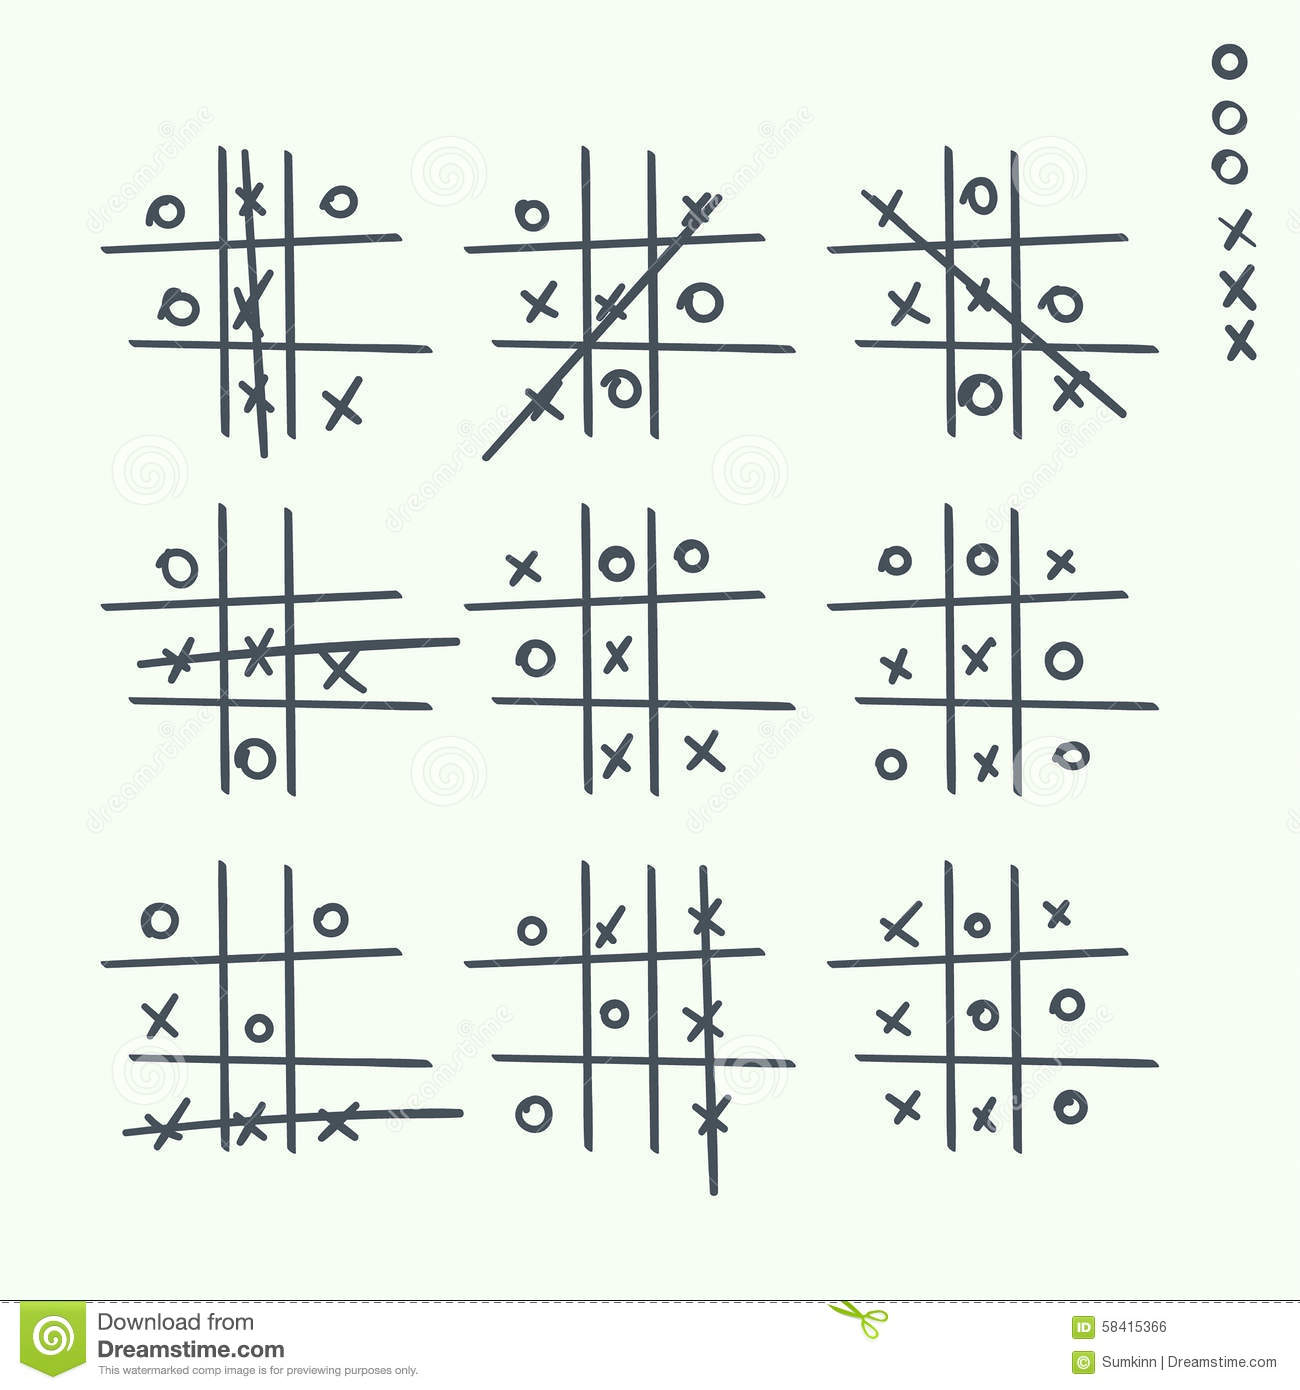 Download from
Dreamstime.com
This watermarked comp image is for previewing purposes only.
ID 58415366
© Sumkinn | Dreamstime.com